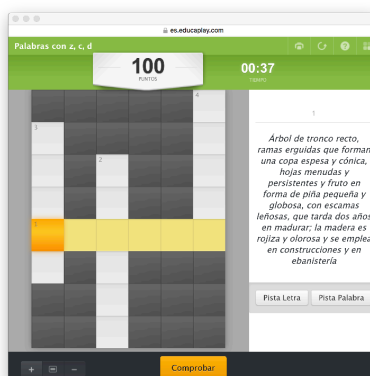 es.educaplay.com
Palabras con z, c, d
100
PUNTOS
00:37
4
3
2
1
1
Árbol de tronco recto,
ramas erguidas que forman
una copa espesa y cónica,
hojas menudas y
persistentes y fruto en
forma de piña pequeña y
globosa, con escamas
leñosas, que tarda dos años
en madurar; la madera es
rojiza y olorosa y se emplea
en construcciones y en
ebanistería
Pista Letra
Pista Palabra
Comprobar